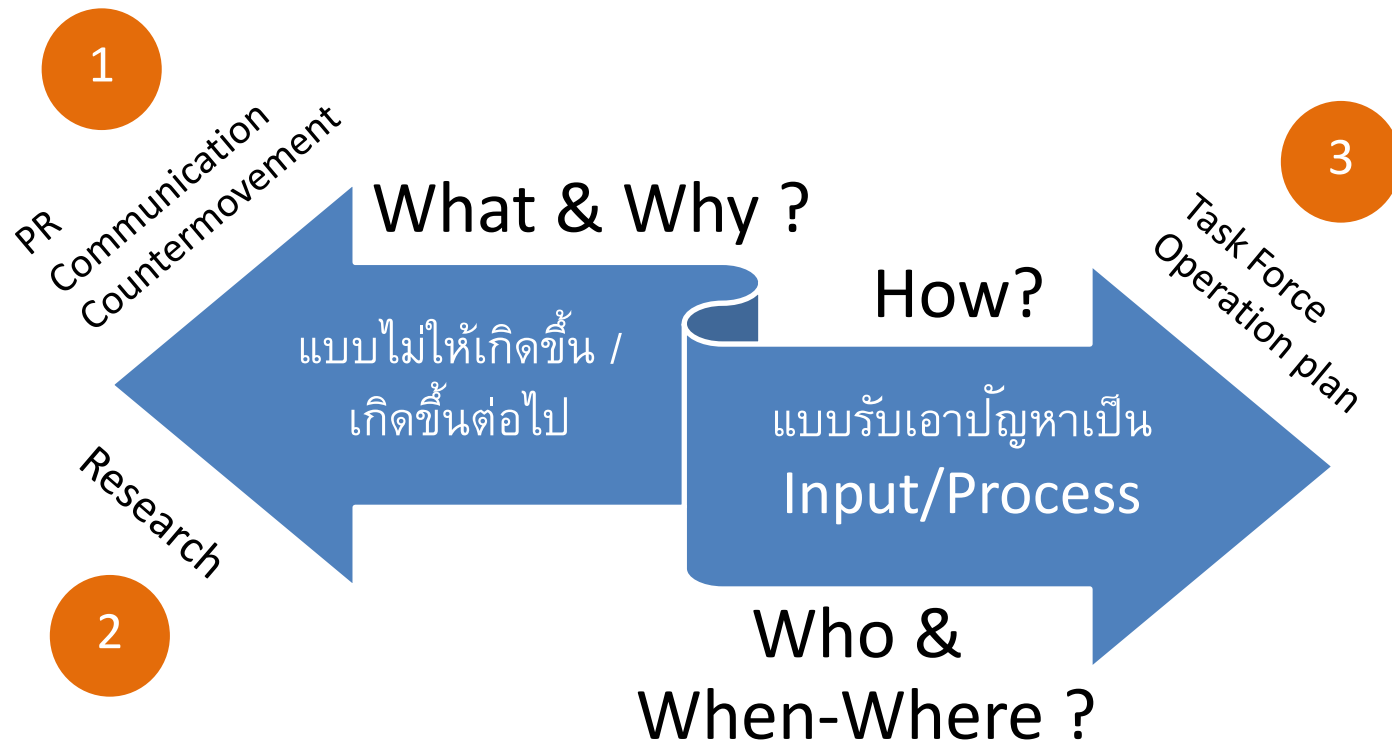 1
PR
Communication
Countermovement
What & Why ?
แบบไม่ให้เกิดขึ้น /
เกิดขึ้นต่อไป
Research
2
3
Task Force
Operation plan
How?
แบบรับเอาปัญหาเป็น
Input/Process
Who &
When-Where ?